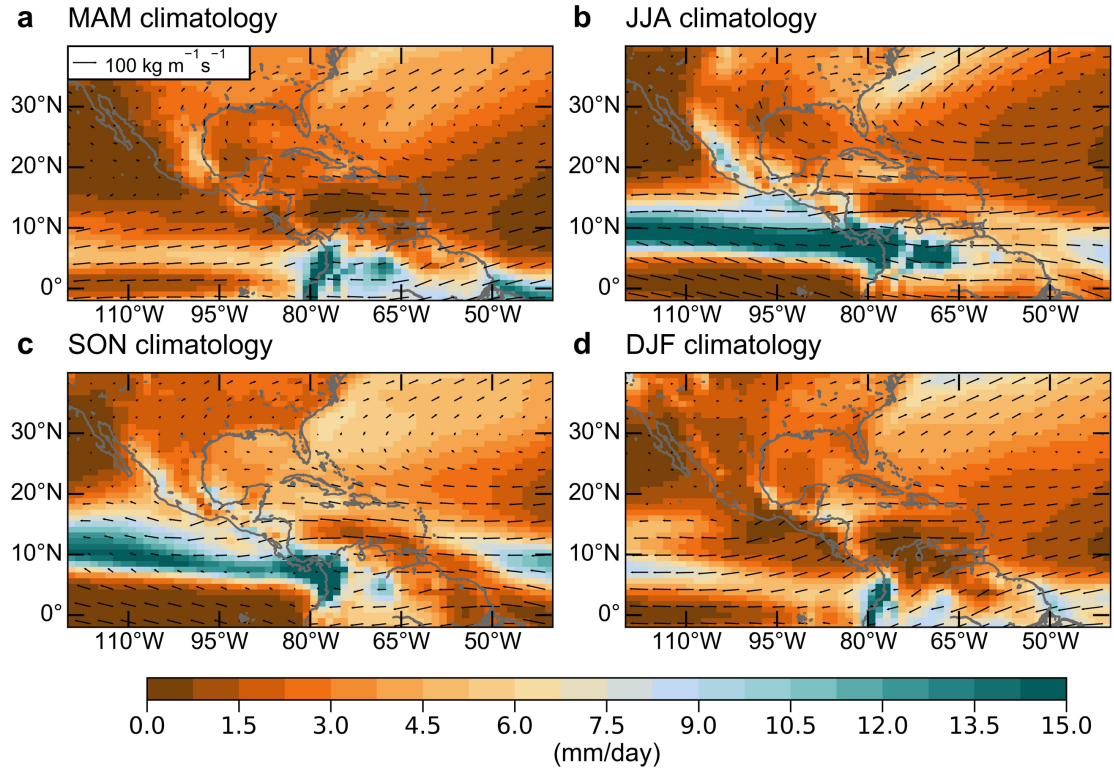 a MAM climatology
b JJA climatology
100 kg m⁻¹s⁻¹
30°N
20°N
10°N
0°
110°W 95°W 80°W 65°W 50°W
30°N
20°N
10°N
0°
110°W 95°W 80°W 65°W 50°W
c SON climatology
d DJF climatology
30°N
20°N
10°N
0°
110°W 95°W 80°W 65°W 50°W
30°N
20°N
10°N
0°
110°W 95°W 80°W 65°W 50°W
0.0 1.5 3.0 4.5 6.0 7.5 9.0 10.5 12.0 13.5 15.0
(mm/day)